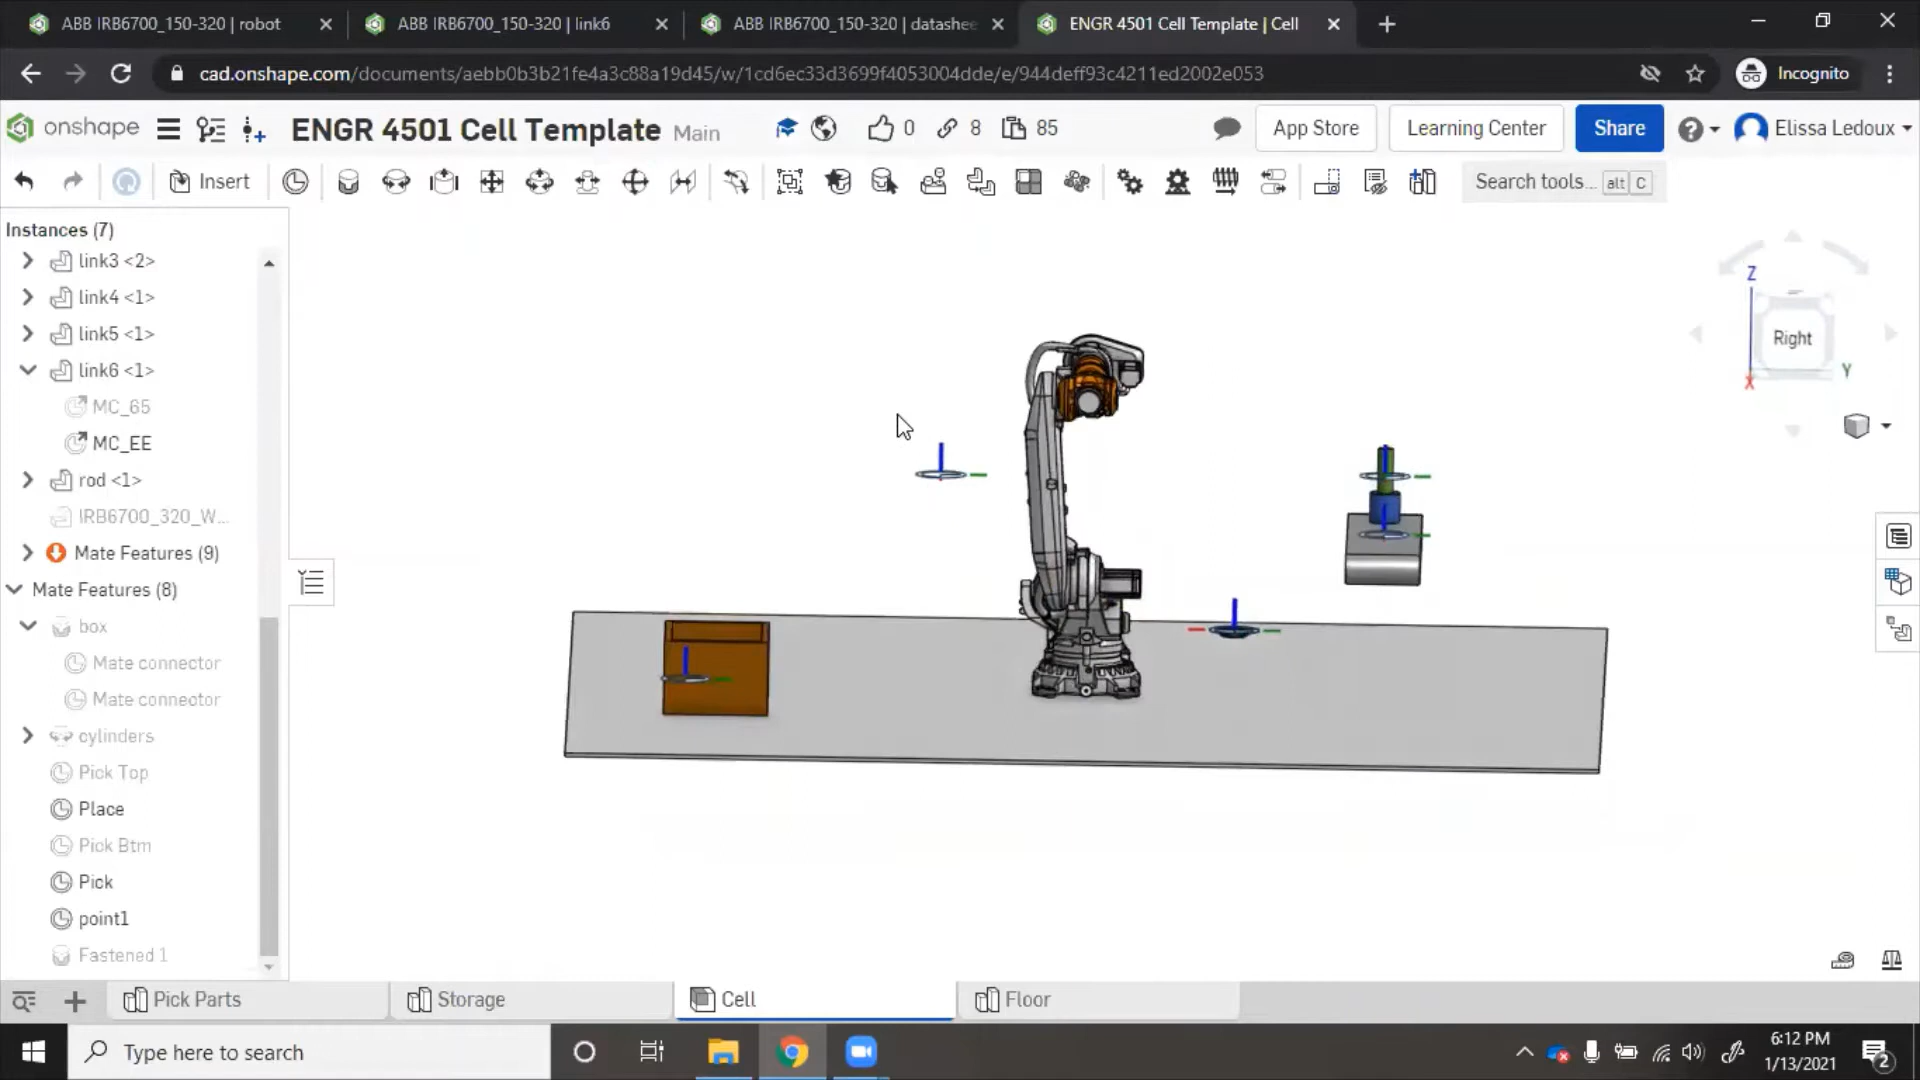 ABB IRB6700_150-320 | robot
ABB IRB6700_150-320 | link6
ABB IRB6700_150-320 | datashee
ENGR 4501 Cell Template | Cell
cad.onshape.com/documents/aebb0b3b21fe4a3c88a19d45/w/1cd6ec33d3699f4053004dde/e/944deff93c4211ed2002e053
Incognito
onshape
ENGR 4501 Cell Template Main
0
8
85
App Store
Learning Center
Share
Elissa Ledoux
Insert
Search tools... alt C
Instances (7)
link3 <2>
link4 <1>
link5 <1>
link6 <1>
MC_65
MC_EE
rod <1>
IRB6700_320_W...
Mate Features (9)
Mate Features (8)
box
Mate connector
Mate connector
cylinders
Pick Top
Place
Pick Btm
Pick
point1
Fastened 1
Z
Right
Y
X
Pick Parts
Storage
Cell
Floor
Type here to search
6:12 PM
1/13/2021
2